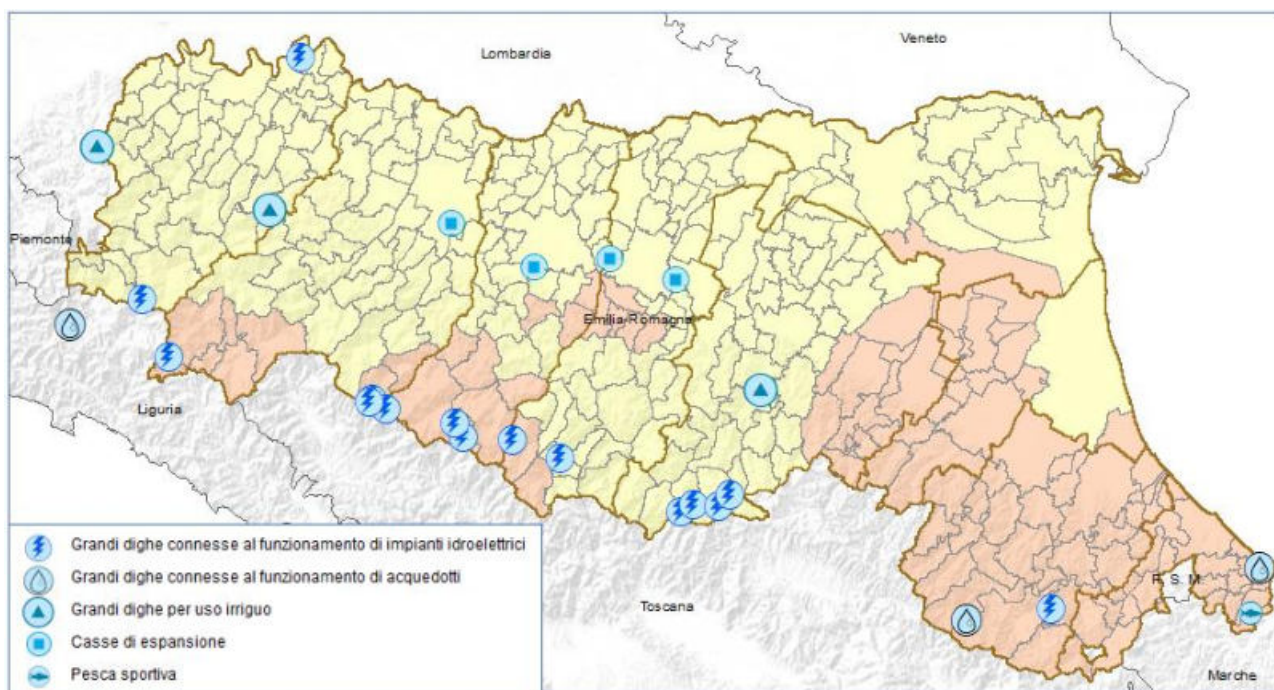 Lombardia
Veneto
Piemonte
Emilia-Romagna
Liguria
Toscana
R. S. M.
Marche
Grandi dighe connesse al funzionamento di impianti idroelettrici
Grandi dighe connesse al funzionamento di acquedotti
Grandi dighe per uso irriguo
Casse di espansione
Pesca sportiva